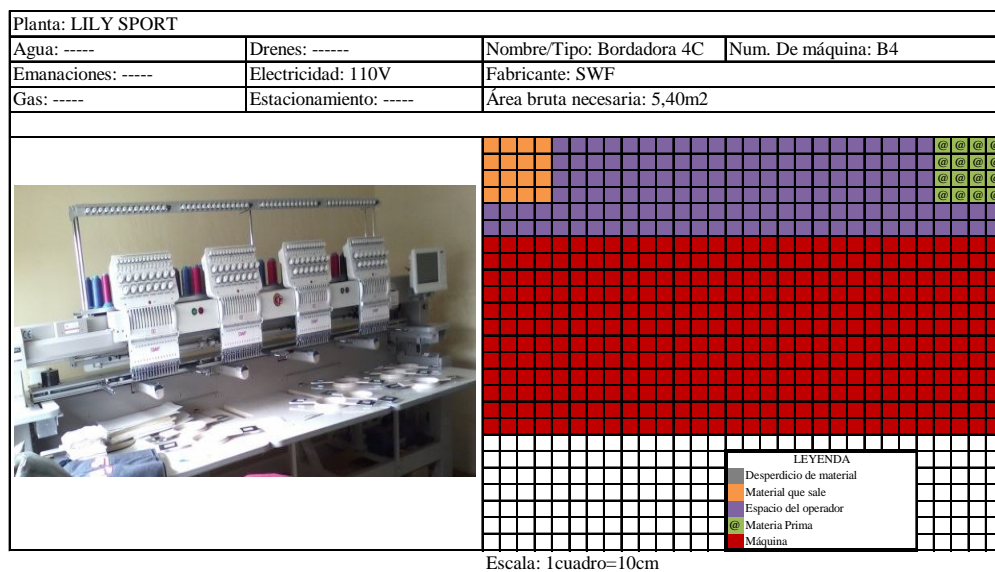 Planta: LILY SPORT
Agua: ----- Drenes: ------ Nombre/Tipo: Bordadora 4C Num. De máquina: B4
Emanaciones: ----- Electricidad: 110V Fabricante: SWF
Gas: ----- Estacionamiento: ----- Área bruta necesaria: 5,40m2
@ @ @ @
@ @ @ @
@ @ @ @
@ @ @ @
LEYENDA
Desperdicio de material
Material que sale
Espacio del operador
@ Materia Prima
Máquina
Escala: 1cuadro=10cm